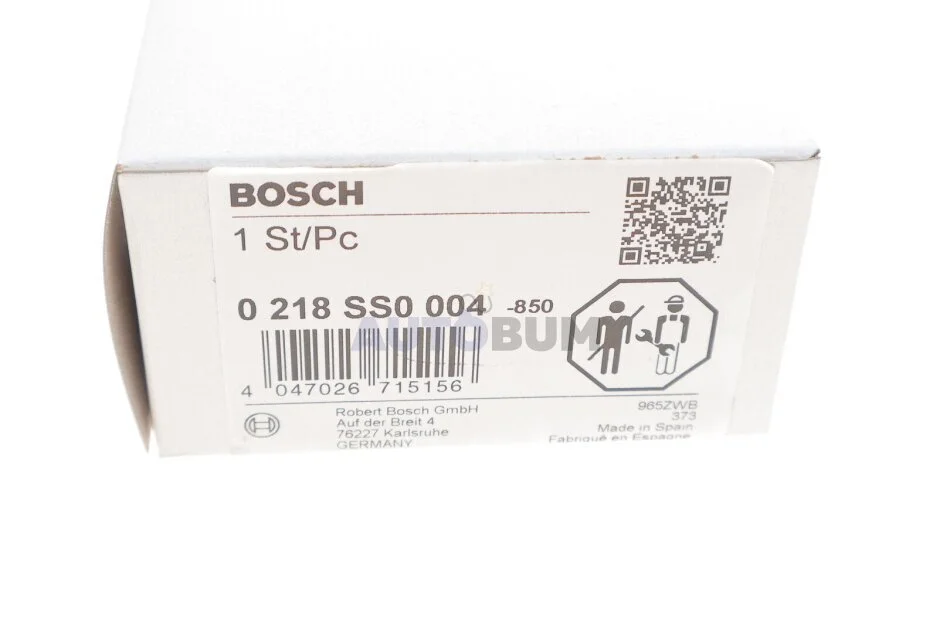 BOSCH
1 St/Pc
0 218 SS0 004 -850
AUTOBUM
4 047026 715156
Robert Bosch GmbH
Auf der Breit 4
76227 Karlsruhe
GERMANY
965ZWB
373
Made in Spain
Fabriqué en Espagne